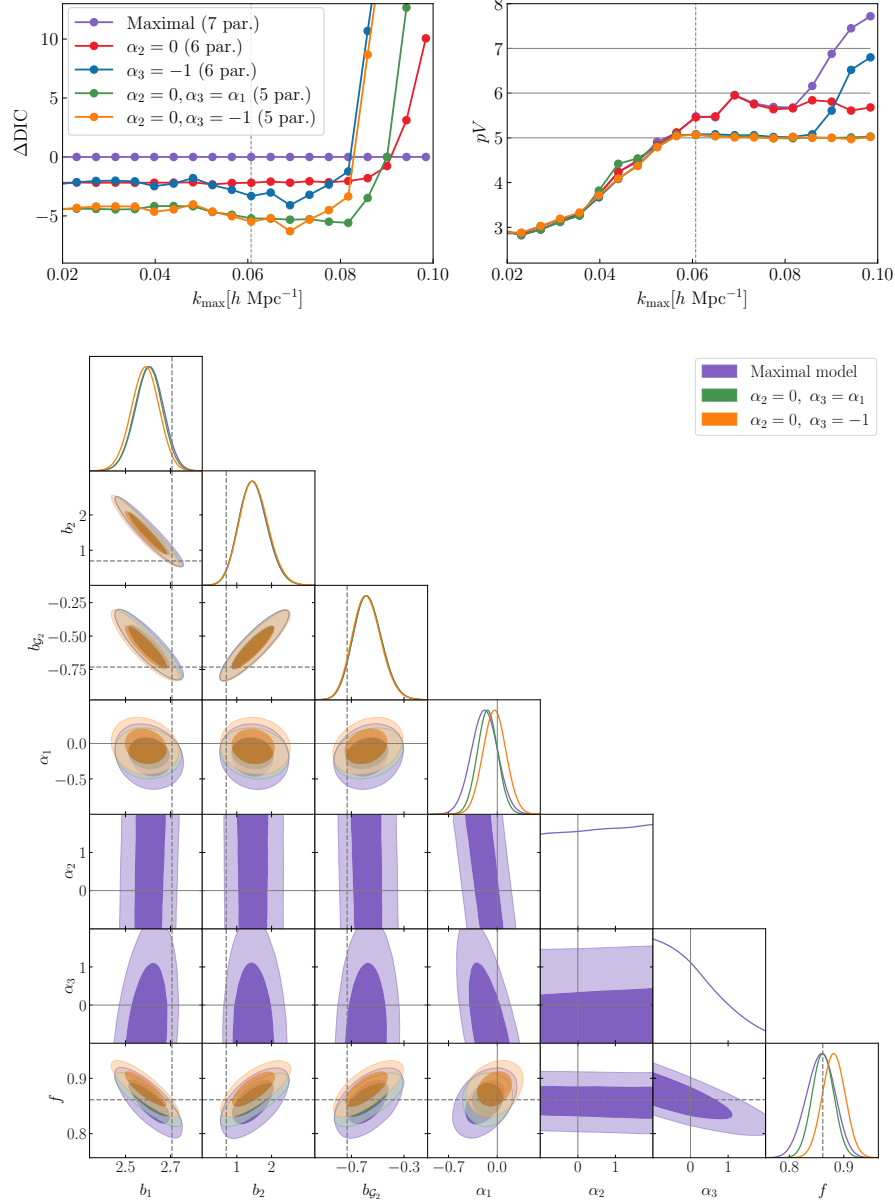 10
5
0
−5
ΔDIC
Maximal (7 par.)
α₂ = 0 (6 par.)
α₃ = −1 (6 par.)
α₂ = 0, α₃ = α₁ (5 par.)
α₂ = 0, α₃ = −1 (5 par.)
0.02 0.04 0.06 0.08 0.10
k_max[h Mpc⁻¹]
8
7
6
5
4
3
pV
0.02 0.04 0.06 0.08 0.10
k_max[h Mpc⁻¹]
Maximal model
α₂ = 0, α₃ = α₁
α₂ = 0, α₃ = −1
2
1
b₂
−0.25
−0.50
−0.75
b_𝒢₂
0.0
−0.5
α₁
1
0
α₂
1
0
α₃
0.9
0.8
f
2.5 2.7
b₁
1 2
b₂
−0.7 −0.3
b_𝒢₂
−0.7 0.0
α₁
0 1
α₂
0 1
α₃
0.8 0.9
f